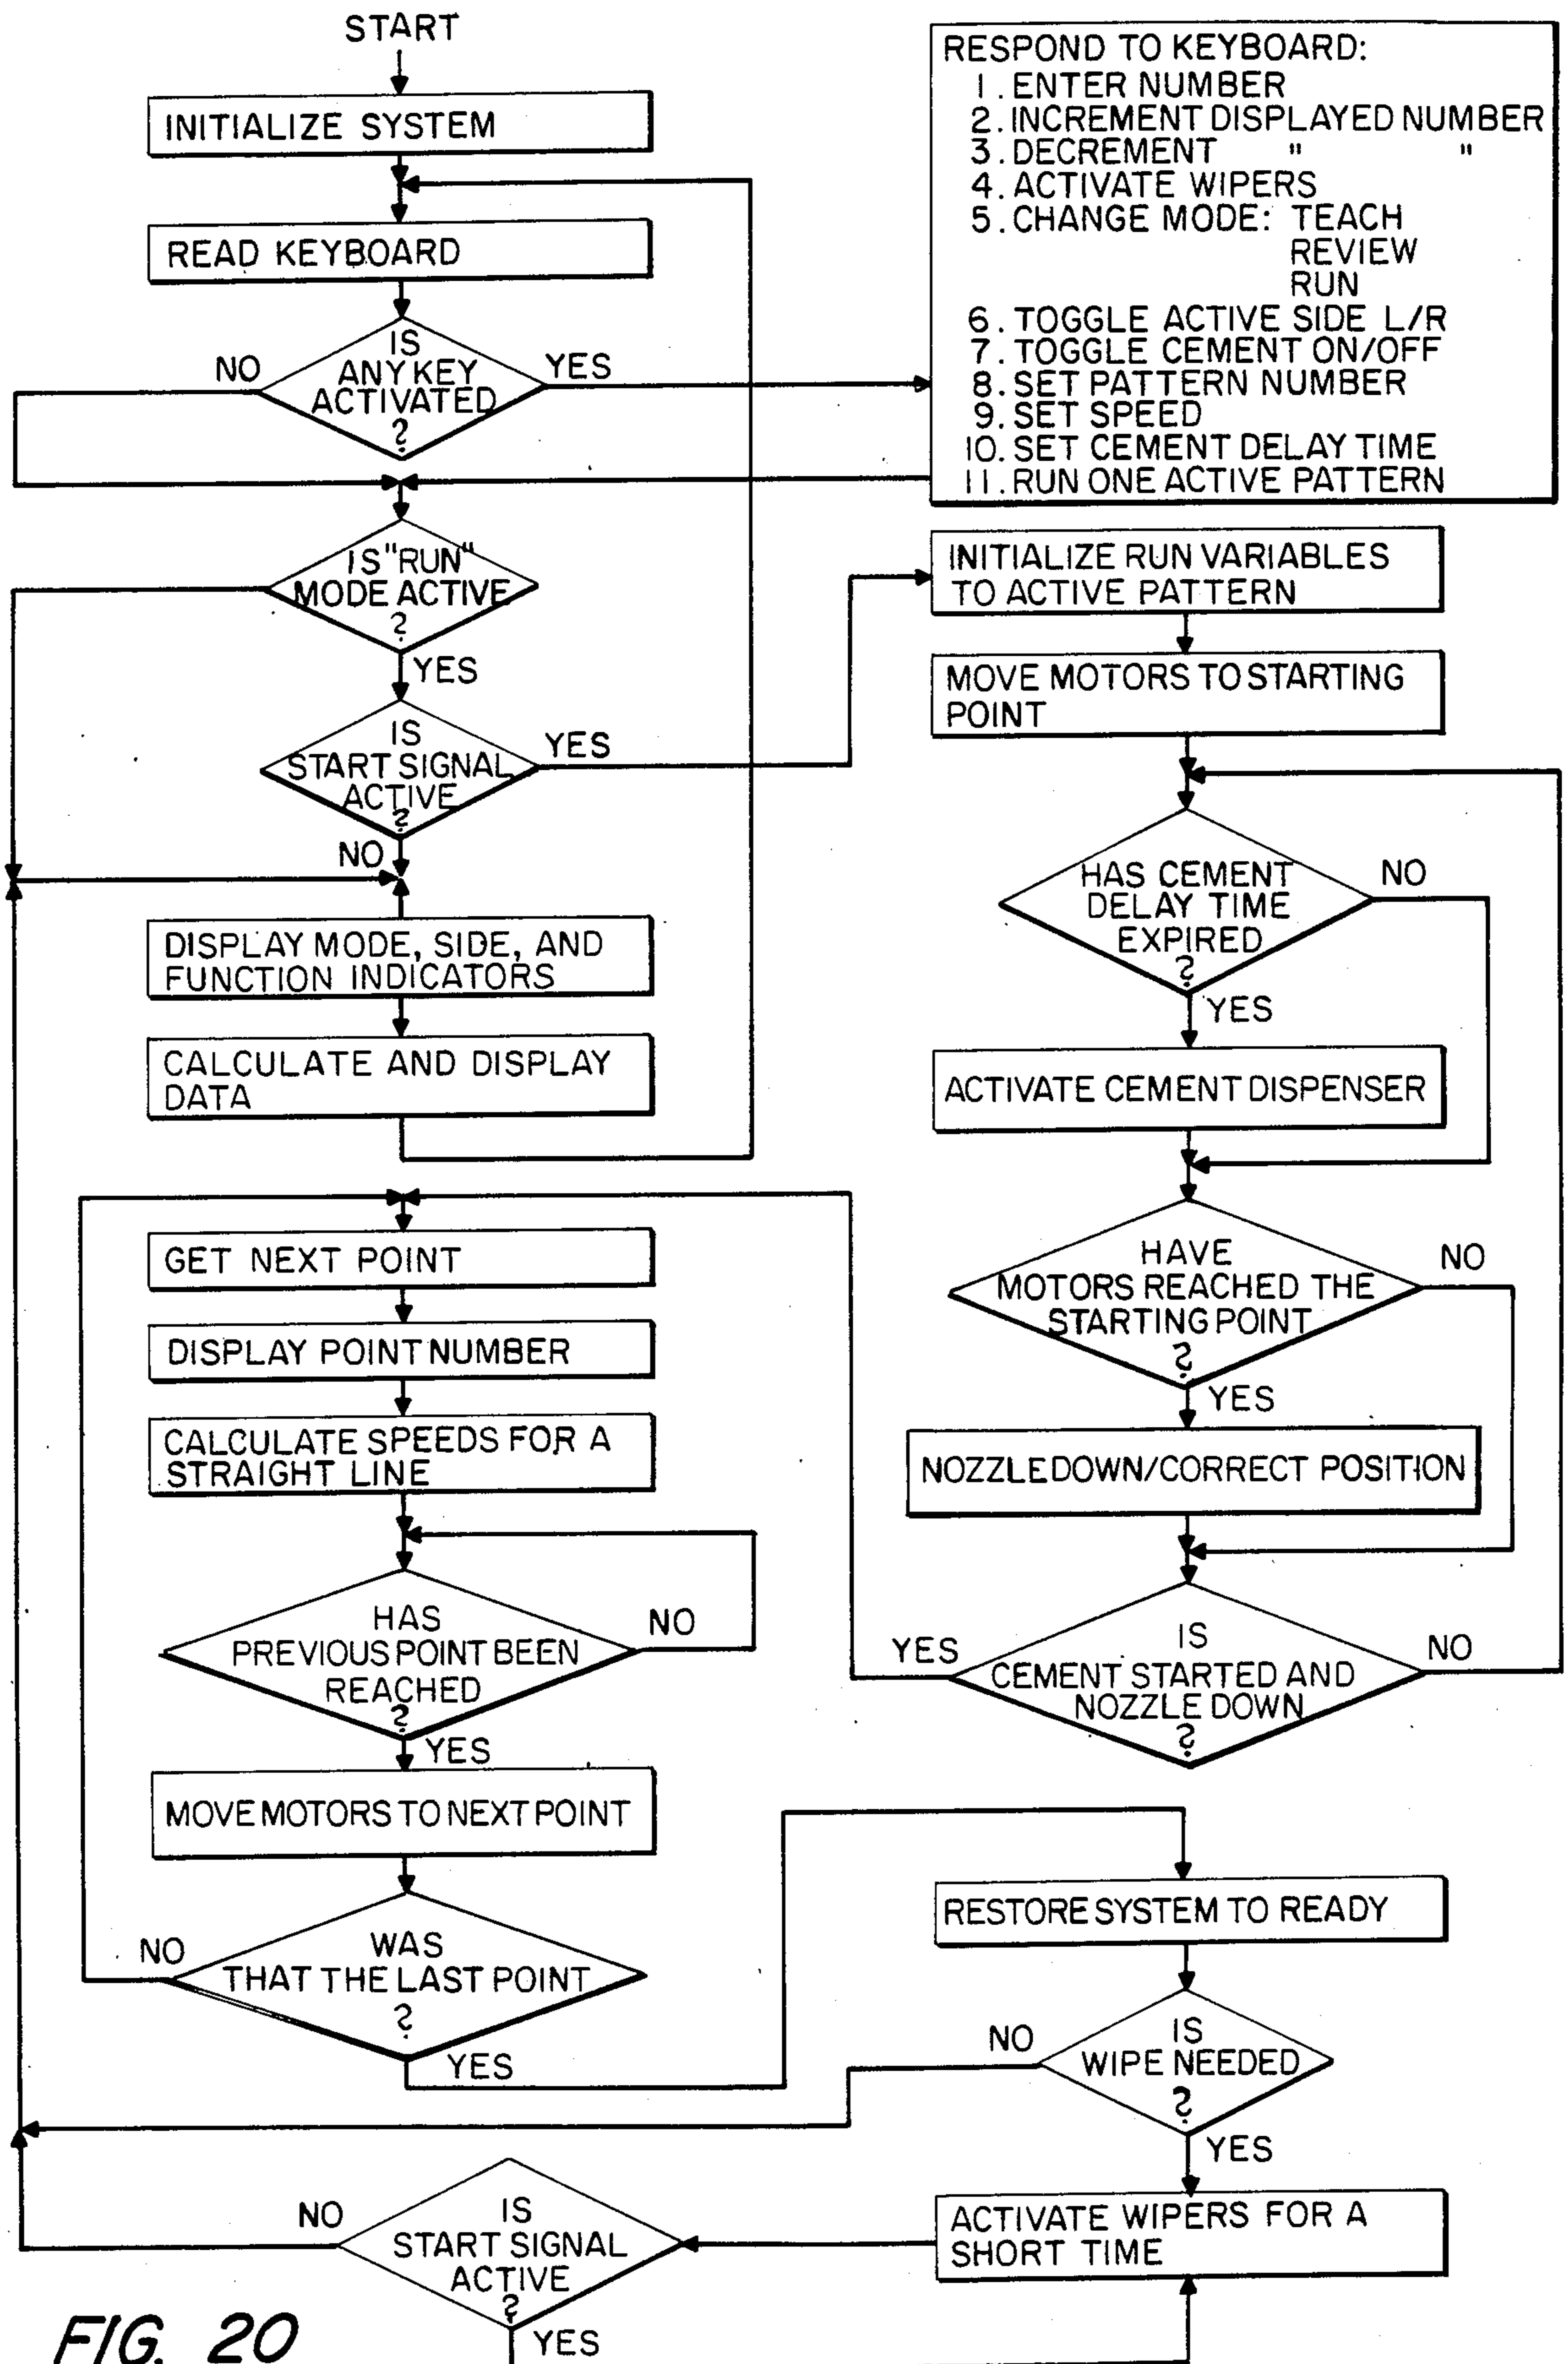 START
INITIALIZE SYSTEM
READ KEYBOARD
IS
ANY KEY
ACTIVATED
?
NO
YES
RESPOND TO KEYBOARD:
1. ENTER NUMBER
2. INCREMENT DISPLAYED NUMBER
3. DECREMENT " "
4. ACTIVATE WIPERS
5. CHANGE MODE: TEACH
REVIEW
RUN
6. TOGGLE ACTIVE SIDE L/R
7. TOGGLE CEMENT ON/OFF
8. SET PATTERN NUMBER
9. SET SPEED
10. SET CEMENT DELAY TIME
11. RUN ONE ACTIVE PATTERN
IS "RUN"
MODE ACTIVE
?
YES
IS
START SIGNAL
ACTIVE
?
YES
NO
DISPLAY MODE, SIDE, AND
FUNCTION INDICATORS
CALCULATE AND DISPLAY
DATA
INITIALIZE RUN VARIABLES
TO ACTIVE PATTERN
MOVE MOTORS TO STARTING
POINT
HAS CEMENT
DELAY TIME
EXPIRED
?
NO
YES
ACTIVATE CEMENT DISPENSER
HAVE
MOTORS REACHED THE
STARTING POINT
?
NO
YES
NOZZLE DOWN/CORRECT POSITION
IS
CEMENT STARTED AND
NOZZLE DOWN
?
YES
NO
GET NEXT POINT
DISPLAY POINT NUMBER
CALCULATE SPEEDS FOR A
STRAIGHT LINE
HAS
PREVIOUS POINT BEEN
REACHED
?
NO
YES
MOVE MOTORS TO NEXT POINT
WAS
THAT THE LAST POINT
?
NO
YES
RESTORE SYSTEM TO READY
IS
WIPE NEEDED
?
NO
YES
ACTIVATE WIPERS FOR A
SHORT TIME
IS
START SIGNAL
ACTIVE
?
NO
YES
FIG. 20